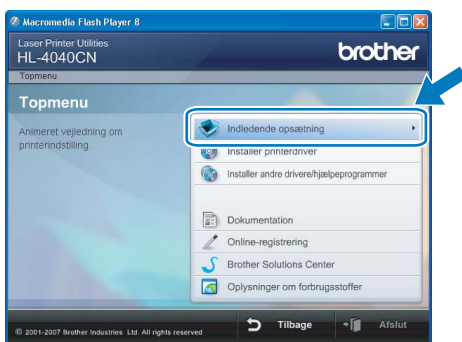 Macromedia Flash Player 8
Laser Printer Utilities
HL-4040CN
brother
Topmenu
Topmenu
Animeret vejledning om
printerindstilling.
Indledende opsætning
Installer printerdriver
Installer andre drivere/hjælpeprogrammer
Dokumentation
Online-registrering
Brother Solutions Center
Oplysninger om forbrugsstoffer
© 2001-2007 Brother Industries Ltd. All rights reserved
Tilbage
Afslut